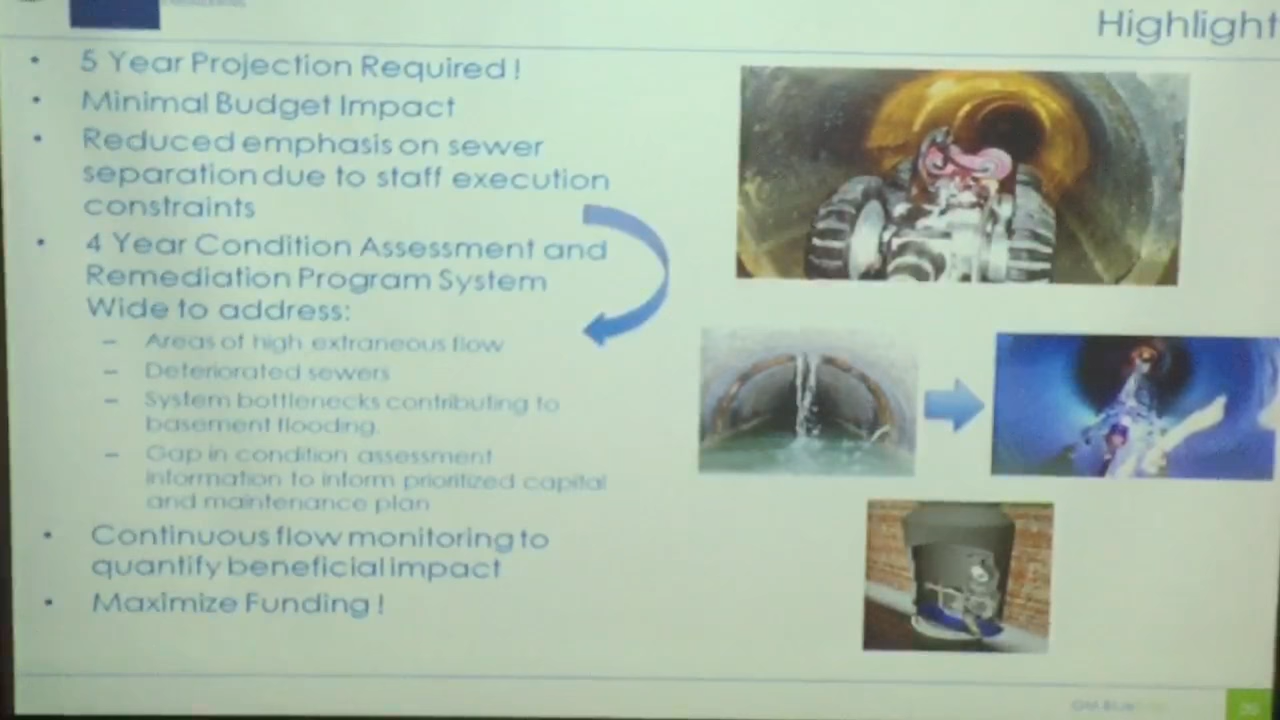 Highlight
• 5 Year Projection Required !
• Minimal Budget Impact
• Reduced emphasis on sewer
separation due to staff execution
constraints
• 4 Year Condition Assessment and
Remediation Program System
Wide to address:
– Areas of high extraneous flow
– Deteriorated sewers
– System bottlenecks contributing to
basement flooding.
– Gap in condition assessment
information to inform prioritized capital
and maintenance plan
• Continuous flow monitoring to
quantify beneficial impact
• Maximize Funding !